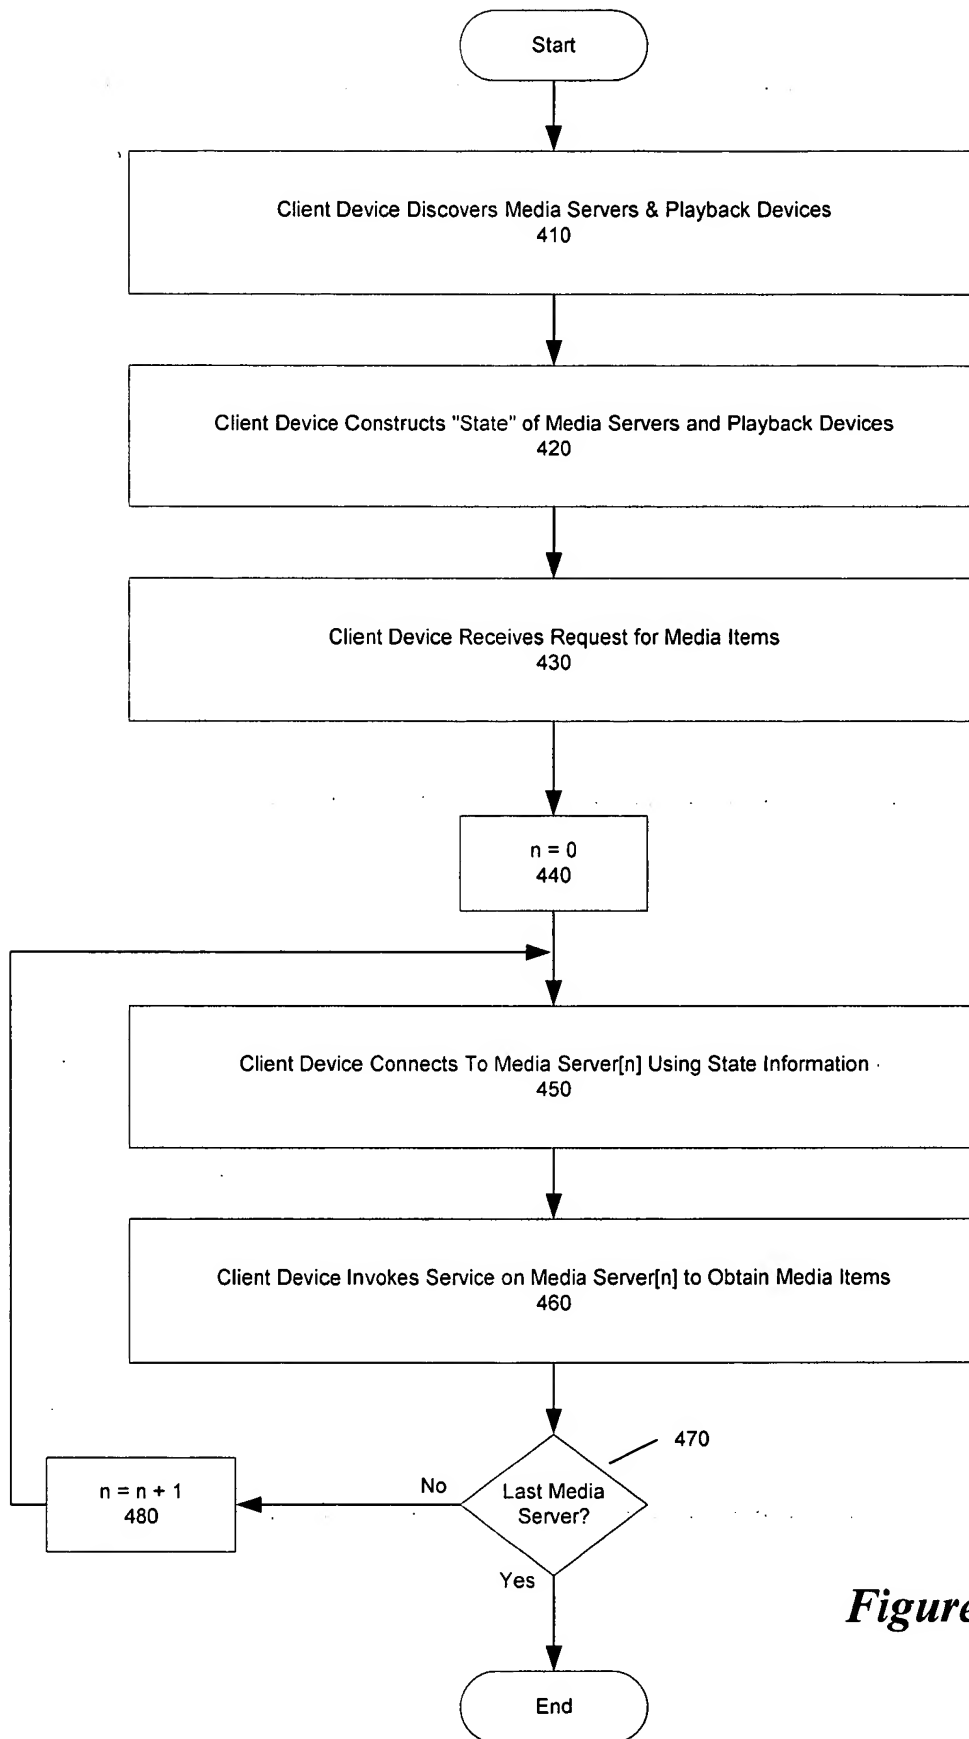 Start
Client Device Discovers Media Servers & Playback Devices
410
Client Device Constructs "State" of Media Servers and Playback Devices
420
Client Device Receives Request for Media Items
430
n = 0
440
Client Device Connects To Media Server[n] Using State Information
450
Client Device Invokes Service on Media Server[n] to Obtain Media Items
460
470
No
Last Media
Server?
n = n + 1
480
Yes
Figure
End